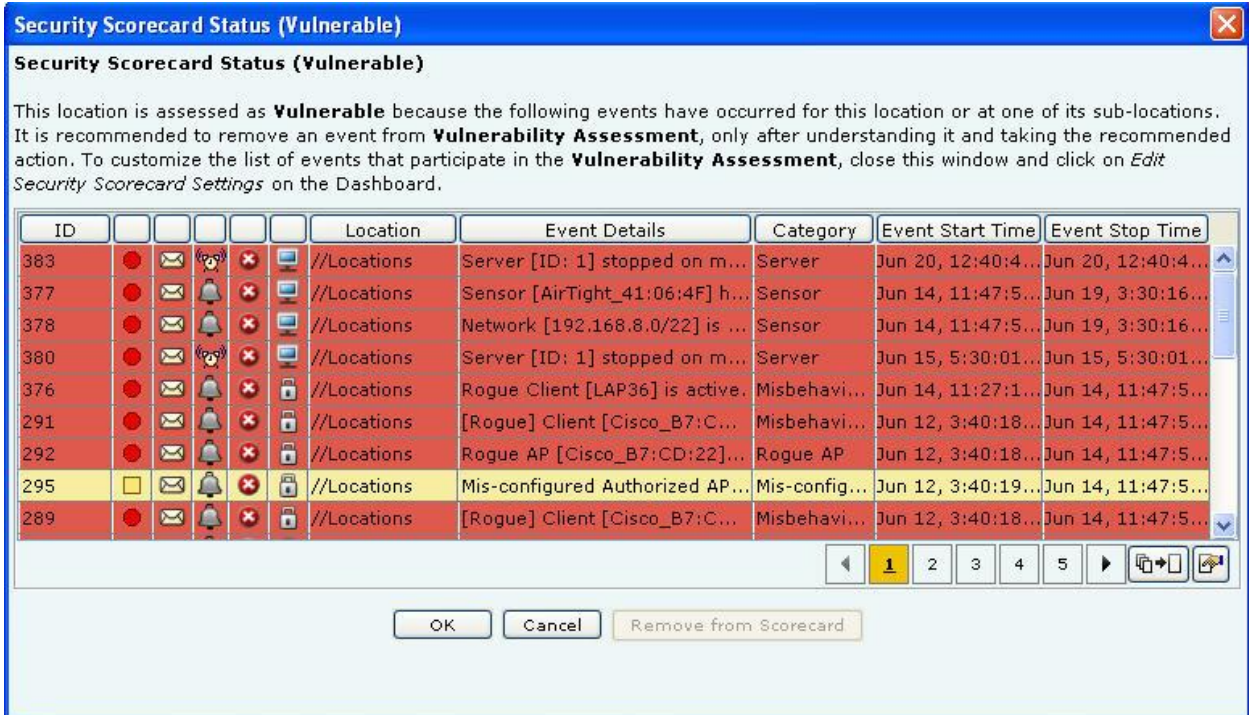 Security Scorecard Status (Vulnerable)
Security Scorecard Status (Vulnerable)
This location is assessed as Vulnerable because the following events have occurred for this location or at one of its sub-locations.
It is recommended to remove an event from Vulnerability Assessment, only after understanding it and taking the recommended
action. To customize the list of events that participate in the Vulnerability Assessment, close this window and click on Edit
Security Scorecard Settings on the Dashboard.
ID Location Event Details Category Event Start Time Event Stop Time
383 //Locations Server [ID: 1] stopped on m... Server Jun 20, 12:40:4... Jun 20, 12:40:4...
377 //Locations Sensor [AirTight_41:06:4F] h... Sensor Jun 14, 11:47:5... Jun 19, 3:30:16...
378 //Locations Network [192.168.8.0/22] is ... Sensor Jun 14, 11:47:5... Jun 19, 3:30:16...
380 //Locations Server [ID: 1] stopped on m... Server Jun 15, 5:30:01... Jun 15, 5:30:01...
376 //Locations Rogue Client [LAP36] is active. Misbehavi... Jun 14, 11:27:1... Jun 14, 11:47:5...
291 //Locations [Rogue] Client [Cisco_B7:C... Misbehavi... Jun 12, 3:40:18... Jun 14, 11:47:5...
292 //Locations Rogue AP [Cisco_B7:CD:22]... Rogue AP Jun 12, 3:40:18... Jun 14, 11:47:5...
295 //Locations Mis-configured Authorized AP... Mis-config... Jun 12, 3:40:19... Jun 14, 11:47:5...
289 //Locations [Rogue] Client [Cisco_B7:C... Misbehavi... Jun 12, 3:40:18... Jun 14, 11:47:5...
1 2 3 4 5
OK Cancel Remove from Scorecard